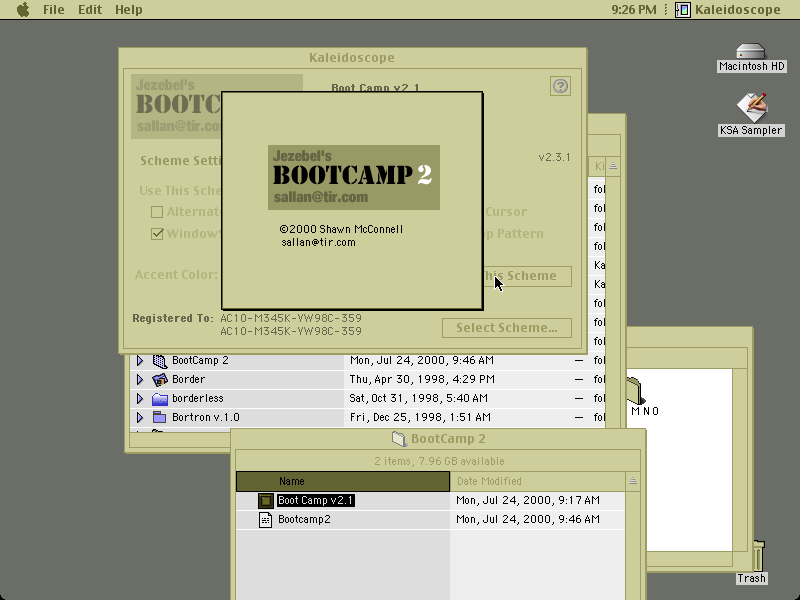 File Edit Help
9:26 PM Kaleidoscope
Macintosh HD
KSA Sampler
Kaleidoscope
Jezebel's
BOOTC
sallan@tir.co
Boot Camp v2.1
v2.3.1
Scheme Setti
Use This Sche
Alternat
Cursor
Windows
p Pattern
Accent Color:
his Scheme
Registered To: AC10-M345K-YW98C-359
AC10-M345K-YW98C-359
Select Scheme...
Jezebel's
BOOTCAMP 2
sallan@tir.com
©2000 Shawn McConnell
sallan@tir.com
Ki
fol
fol
fol
fol
Ka
Ka
fol
fol
fol
BootCamp 2 Mon, Jul 24, 2000, 9:46 AM — fol
Border Thu, Apr 30, 1998, 4:29 PM — fol
borderless Sat, Oct 31, 1998, 5:40 AM — fol
Bortron v.1.0 Fri, Dec 25, 1998, 1:51 AM — fol
M N O
BootCamp 2
2 items, 7.96 GB available
Name Date Modified
Boot Camp v2.1 Mon, Jul 24, 2000, 9:17 AM
Bootcamp2 Mon, Jul 24, 2000, 9:46 AM
Trash